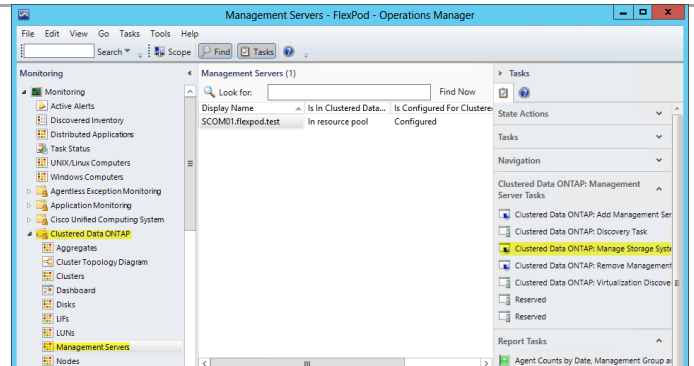 Management Servers - FlexPod - Operations Manager
File Edit View Go Tasks Tools Help
Search Scope Find Tasks
Monitoring
Monitoring
Active Alerts
Discovered Inventory
Distributed Applications
Task Status
UNIX/Linux Computers
Windows Computers
Agentless Exception Monitoring
Application Monitoring
Cisco Unified Computing System
Clustered Data ONTAP
Aggregates
Cluster Topology Diagram
Clusters
Dashboard
Disks
LIFs
LUNs
Management Servers
Nodes
Management Servers (1)
Look for: Find Now
Display Name Is In Clustered Data... Is Configured For Clustere
SCOM01.flexpod.test In resource pool Configured
Tasks
State Actions
Tasks
Navigation
Clustered Data ONTAP: Management
Server Tasks
Clustered Data ONTAP: Add Management Ser
Clustered Data ONTAP: Discovery Task
Clustered Data ONTAP: Manage Storage Syste
Clustered Data ONTAP: Remove Management
Clustered Data ONTAP: Virtualization Discove
Reserved
Reserved
Report Tasks
Agent Counts by Date, Management Group a